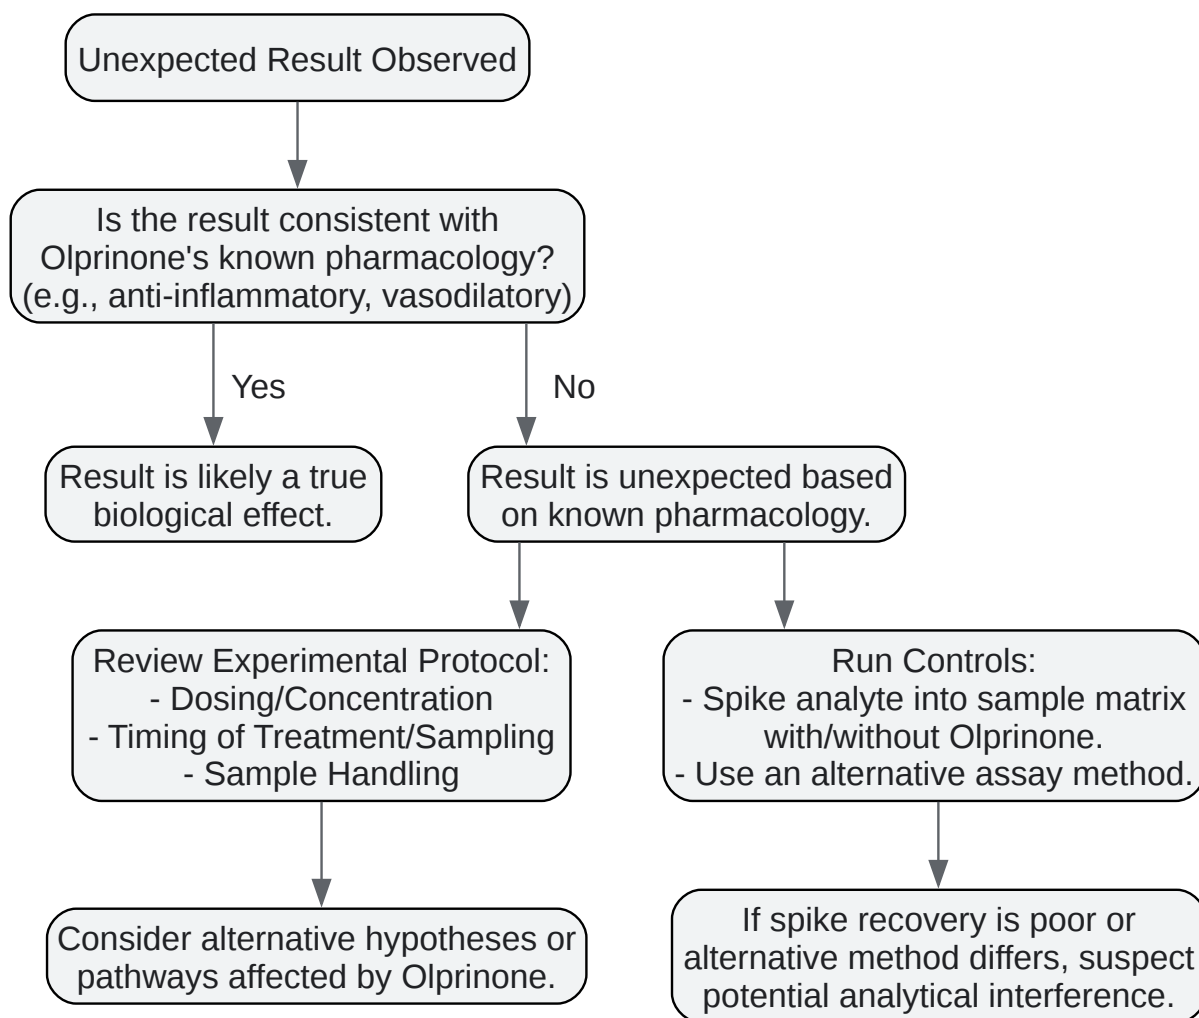 Unexpected Result Observed
Is the result consistent with
Olprinone's known pharmacology?
(e.g., anti-inflammatory, vasodilatory)
Yes
No
Result is likely a true
biological effect.
Result is unexpected based
on known pharmacology.
Review Experimental Protocol:
- Dosing/Concentration
- Timing of Treatment/Sampling
- Sample Handling
Run Controls:
- Spike analyte into sample matrix
with/without Olprinone.
- Use an alternative assay method.
Consider alternative hypotheses or
pathways affected by Olprinone.
If spike recovery is poor or
alternative method differs, suspect
potential analytical interference.